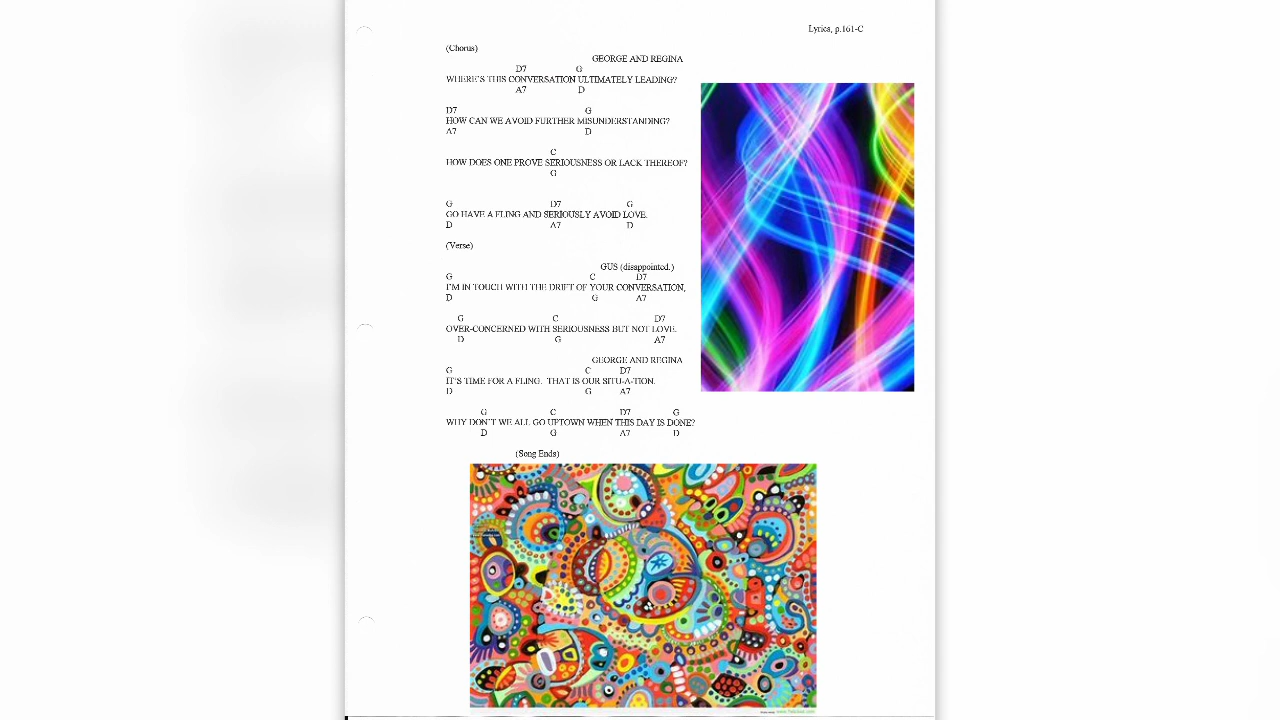 Lyrics, p.161-C
(Chorus)
GEORGE AND REGINA
D7 G
WHERE'S THIS CONVERSATION ULTIMATELY LEADING?
A7 D
D7 G
HOW CAN WE AVOID FURTHER MISUNDERSTANDING?
A7 D
C
HOW DOES ONE PROVE SERIOUSNESS OR LACK THEREOF?
G
G D7 G
GO HAVE A FLING AND SERIOUSLY AVOID LOVE.
D A7 D
(Verse)
GUS (disappointed.)
G C D7
I'M IN TOUCH WITH THE DRIFT OF YOUR CONVERSATION,
D G A7
G C D7
OVER-CONCERNED WITH SERIOUSNESS BUT NOT LOVE.
D G A7
GEORGE AND REGINA
G C D7
IT'S TIME FOR A FLING. THAT IS OUR SITU-A-TION.
D G A7
G C D7 G
WHY DON'T WE ALL GO UPTOWN WHEN THIS DAY IS DONE?
D G A7 D
(Song Ends)